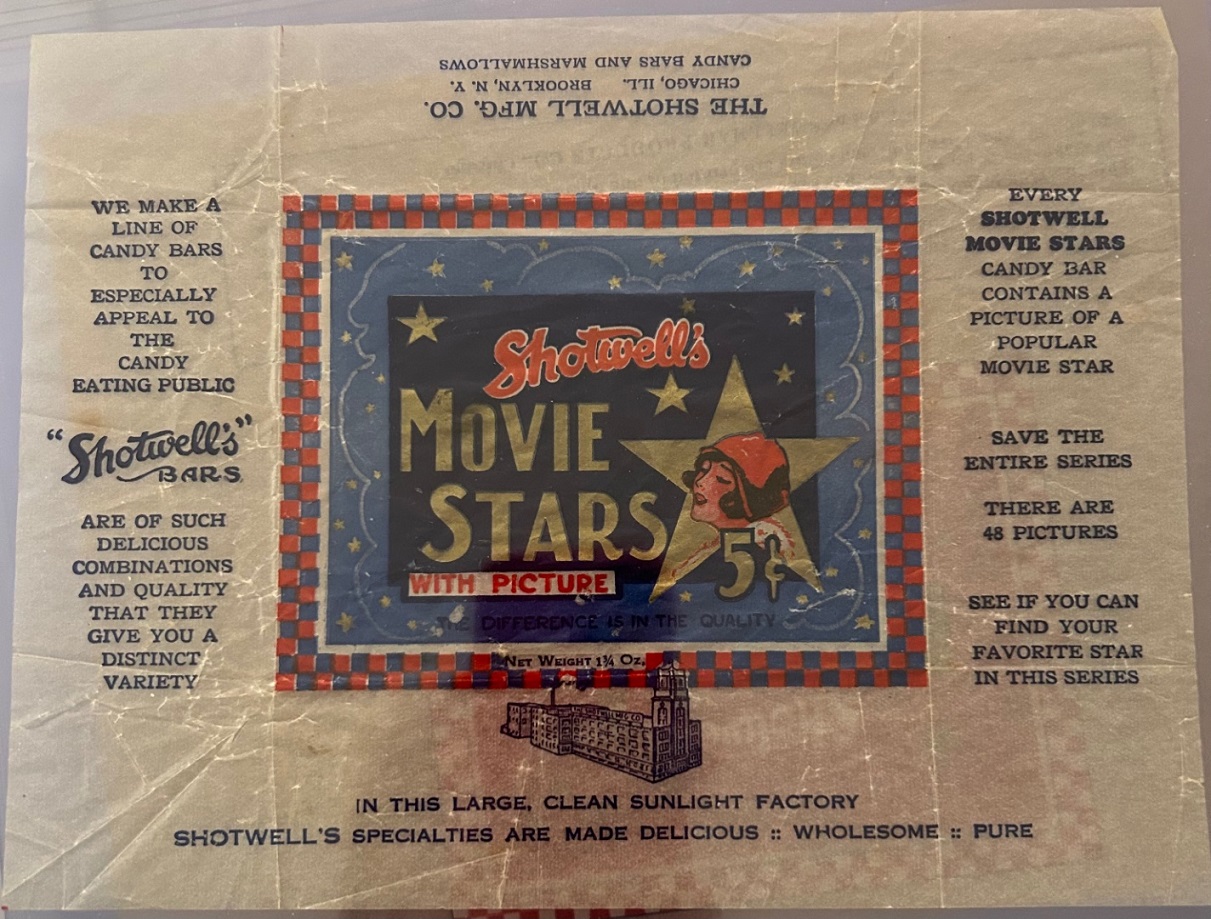 THE SHOTWELL MFG. CO.
CHICAGO, ILL. BROOKLYN, N. Y.
CANDY BARS AND MARSHMALLOWS
WE MAKE A
LINE OF
CANDY BARS
TO
ESPECIALLY
APPEAL TO
THE
CANDY
EATING PUBLIC
"Shotwell's"
BARS
ARE OF SUCH
DELICIOUS
COMBINATIONS
AND QUALITY
THAT THEY
GIVE YOU A
DISTINCT
VARIETY
Shotwell's
MOVIE
STARS
5¢
WITH PICTURE
THE DIFFERENCE IS IN THE QUALITY
NET WEIGHT 1¾ OZ.
EVERY
SHOTWELL
MOVIE STARS
CANDY BAR
CONTAINS A
PICTURE OF A
POPULAR
MOVIE STAR
SAVE THE
ENTIRE SERIES
THERE ARE
48 PICTURES
SEE IF YOU CAN
FIND YOUR
FAVORITE STAR
IN THIS SERIES
IN THIS LARGE, CLEAN SUNLIGHT FACTORY
SHOTWELL'S SPECIALTIES ARE MADE DELICIOUS :: WHOLESOME :: PURE